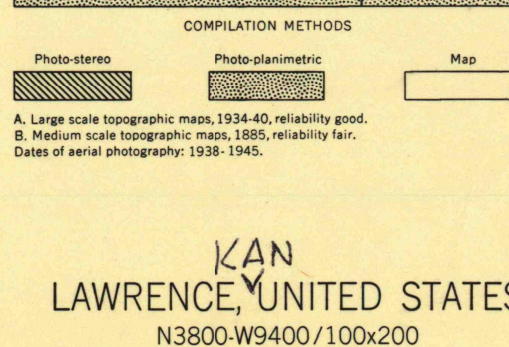 COMPILATION METHODS
Photo-stereo Photo-planimetric Map
A. Large scale topographic maps, 1934-40, reliability good.
B. Medium scale topographic maps, 1885, reliability fair.
Dates of aerial photography: 1938-1945.
KAN
LAWRENCE, UNITED STATES
N3800-W9400/100x200